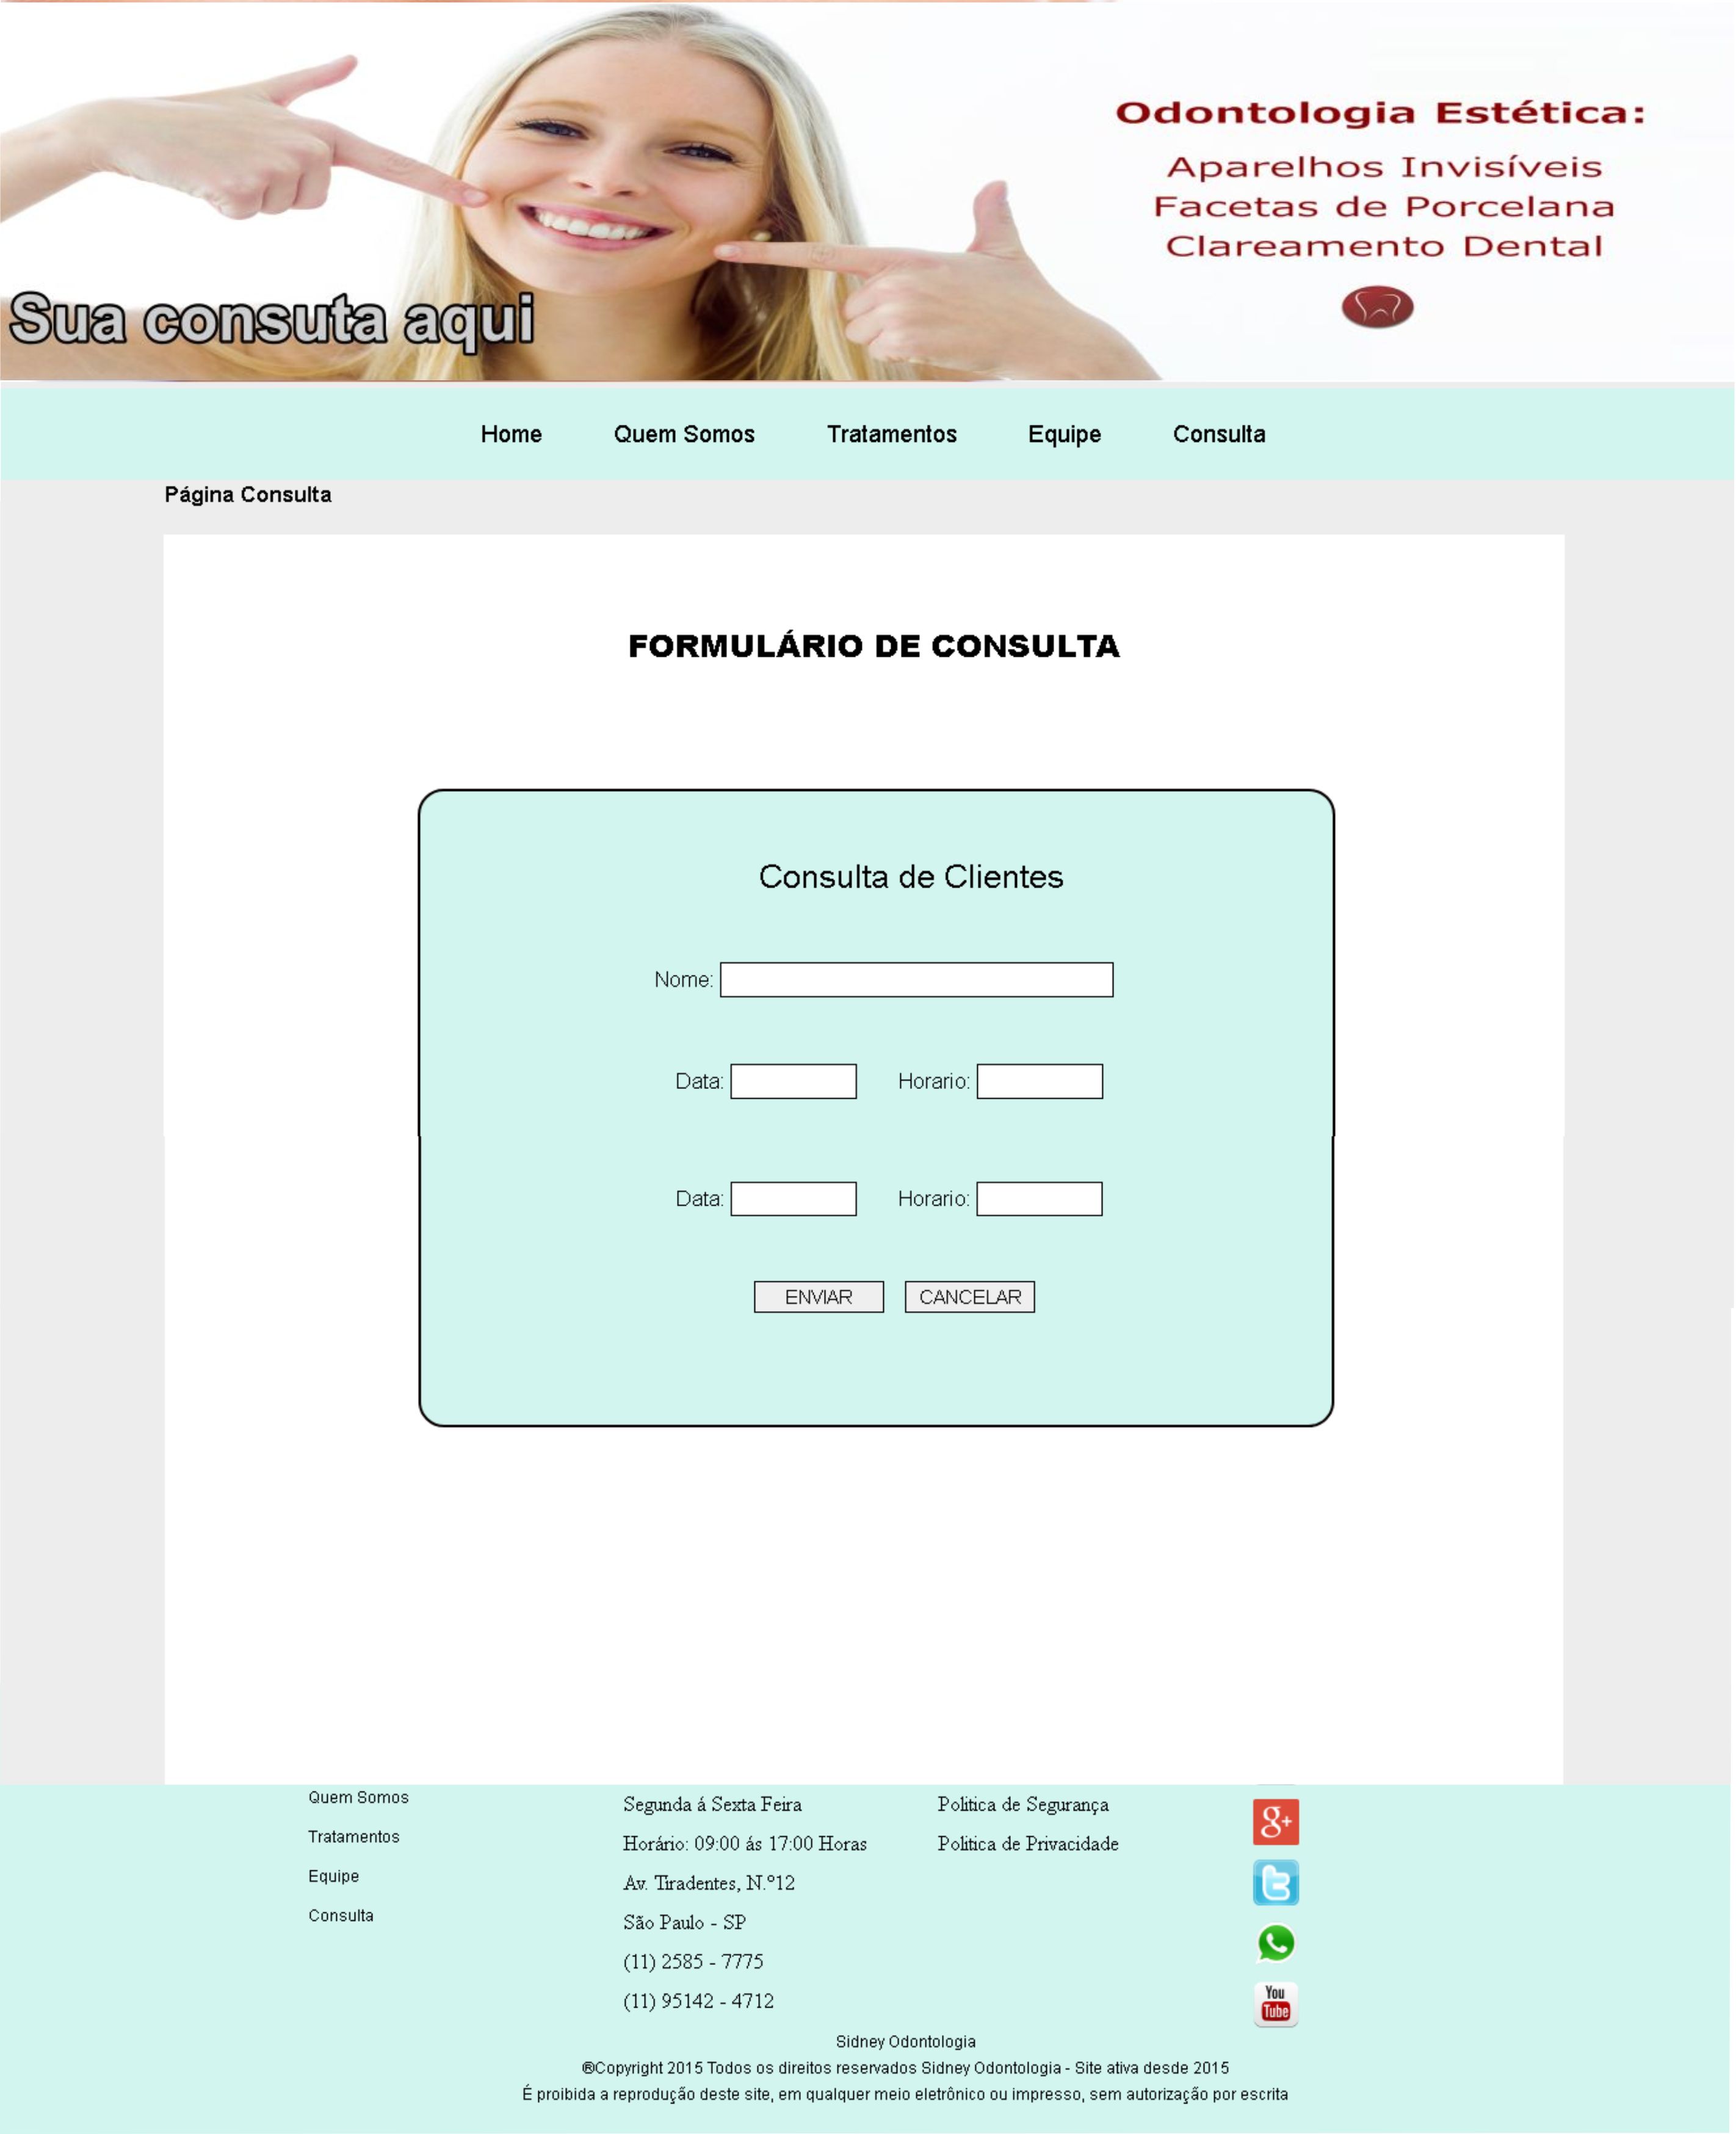 Odontologia Estética:
Aparelhos Invisíveis
Facetas de Porcelana
Clareamento Dental
Sua consuta aqui
Home Quem Somos Tratamentos Equipe Consulta
Página Consulta
FORMULÁRIO DE CONSULTA
Consulta de Clientes
Nome:
Data: Horario:
Data: Horario:
ENVIAR CANCELAR
Quem Somos
Tratamentos
Equipe
Consulta
Segunda á Sexta Feira
Horário: 09:00 ás 17:00 Horas
Av. Tiradentes, N.º12
São Paulo - SP
(11) 2585 - 7775
(11) 95142 - 4712
Politica de Segurança
Politica de Privacidade
g+
You
Tube
Sidney Odontologia
®Copyright 2015 Todos os direitos reservados Sidney Odontologia - Site ativa desde 2015
É proibida a reprodução deste site, em qualquer meio eletrônico ou impresso, sem autorização por escrita